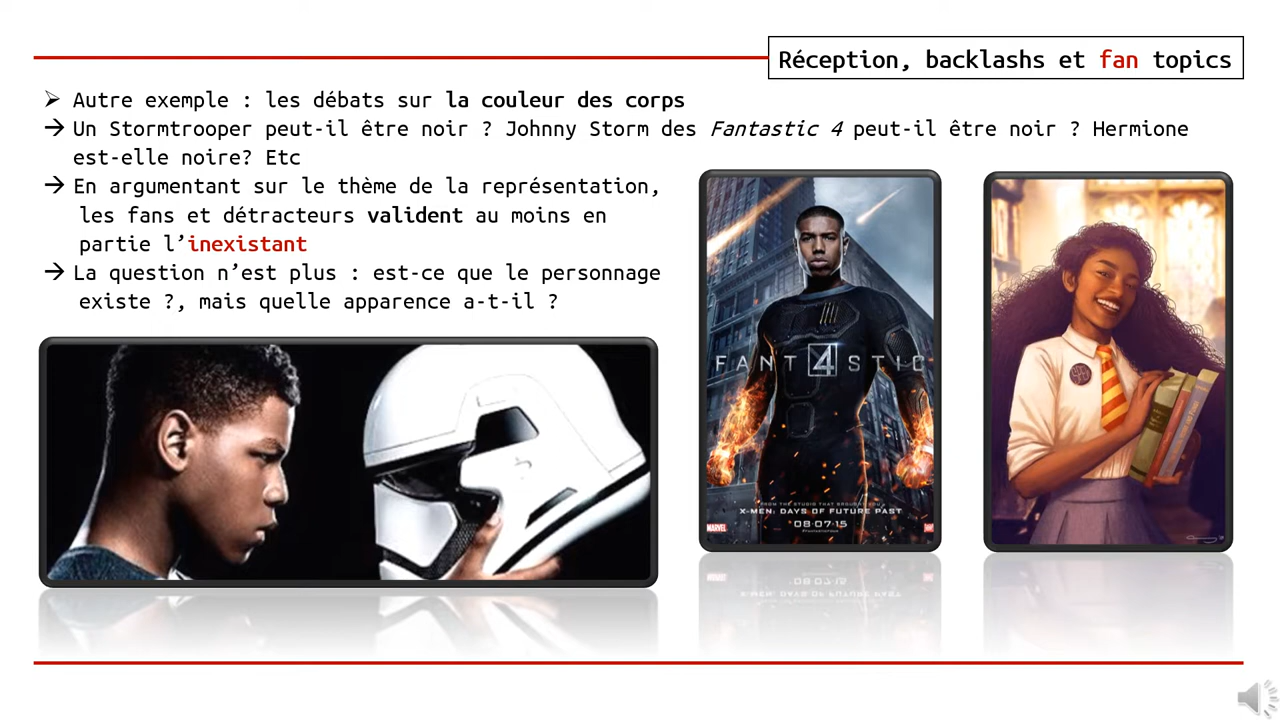 Réception, backlashs et fan topics
➢ Autre exemple : les débats sur la couleur des corps
→ Un Stormtrooper peut-il être noir ? Johnny Storm des Fantastic 4 peut-il être noir ? Hermione
est-elle noire? Etc
→ En argumentant sur le thème de la représentation,
les fans et détracteurs valident au moins en
partie l’inexistant
→ La question n’est plus : est-ce que le personnage
existe ?, mais quelle apparence a-t-il ?
FANT4STIC
X-MEN: DAYS OF FUTURE PAST
08·07·15
MARVEL